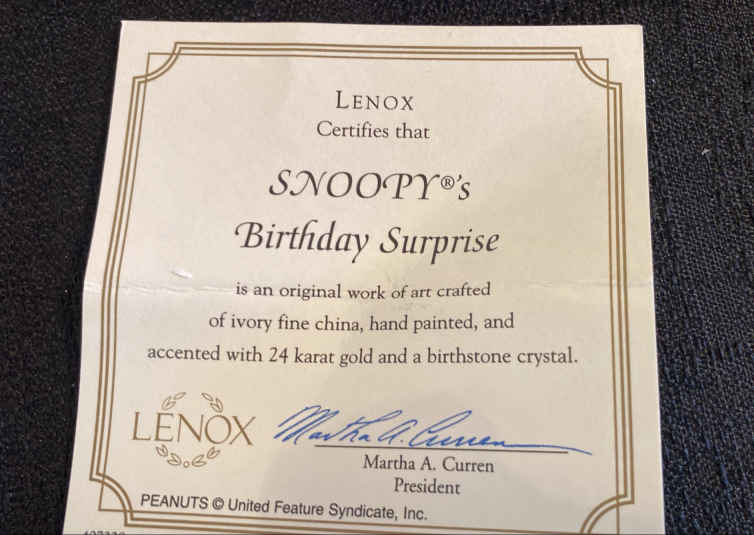 LENOX
Certifies that
SNOOPY®'s
Birthday Surprise
is an original work of art crafted
of ivory fine china, hand painted, and
accented with 24 karat gold and a birthstone crystal.
LENOX
Martha A. Curren
Martha A. Curren
President
PEANUTS © United Feature Syndicate, Inc.